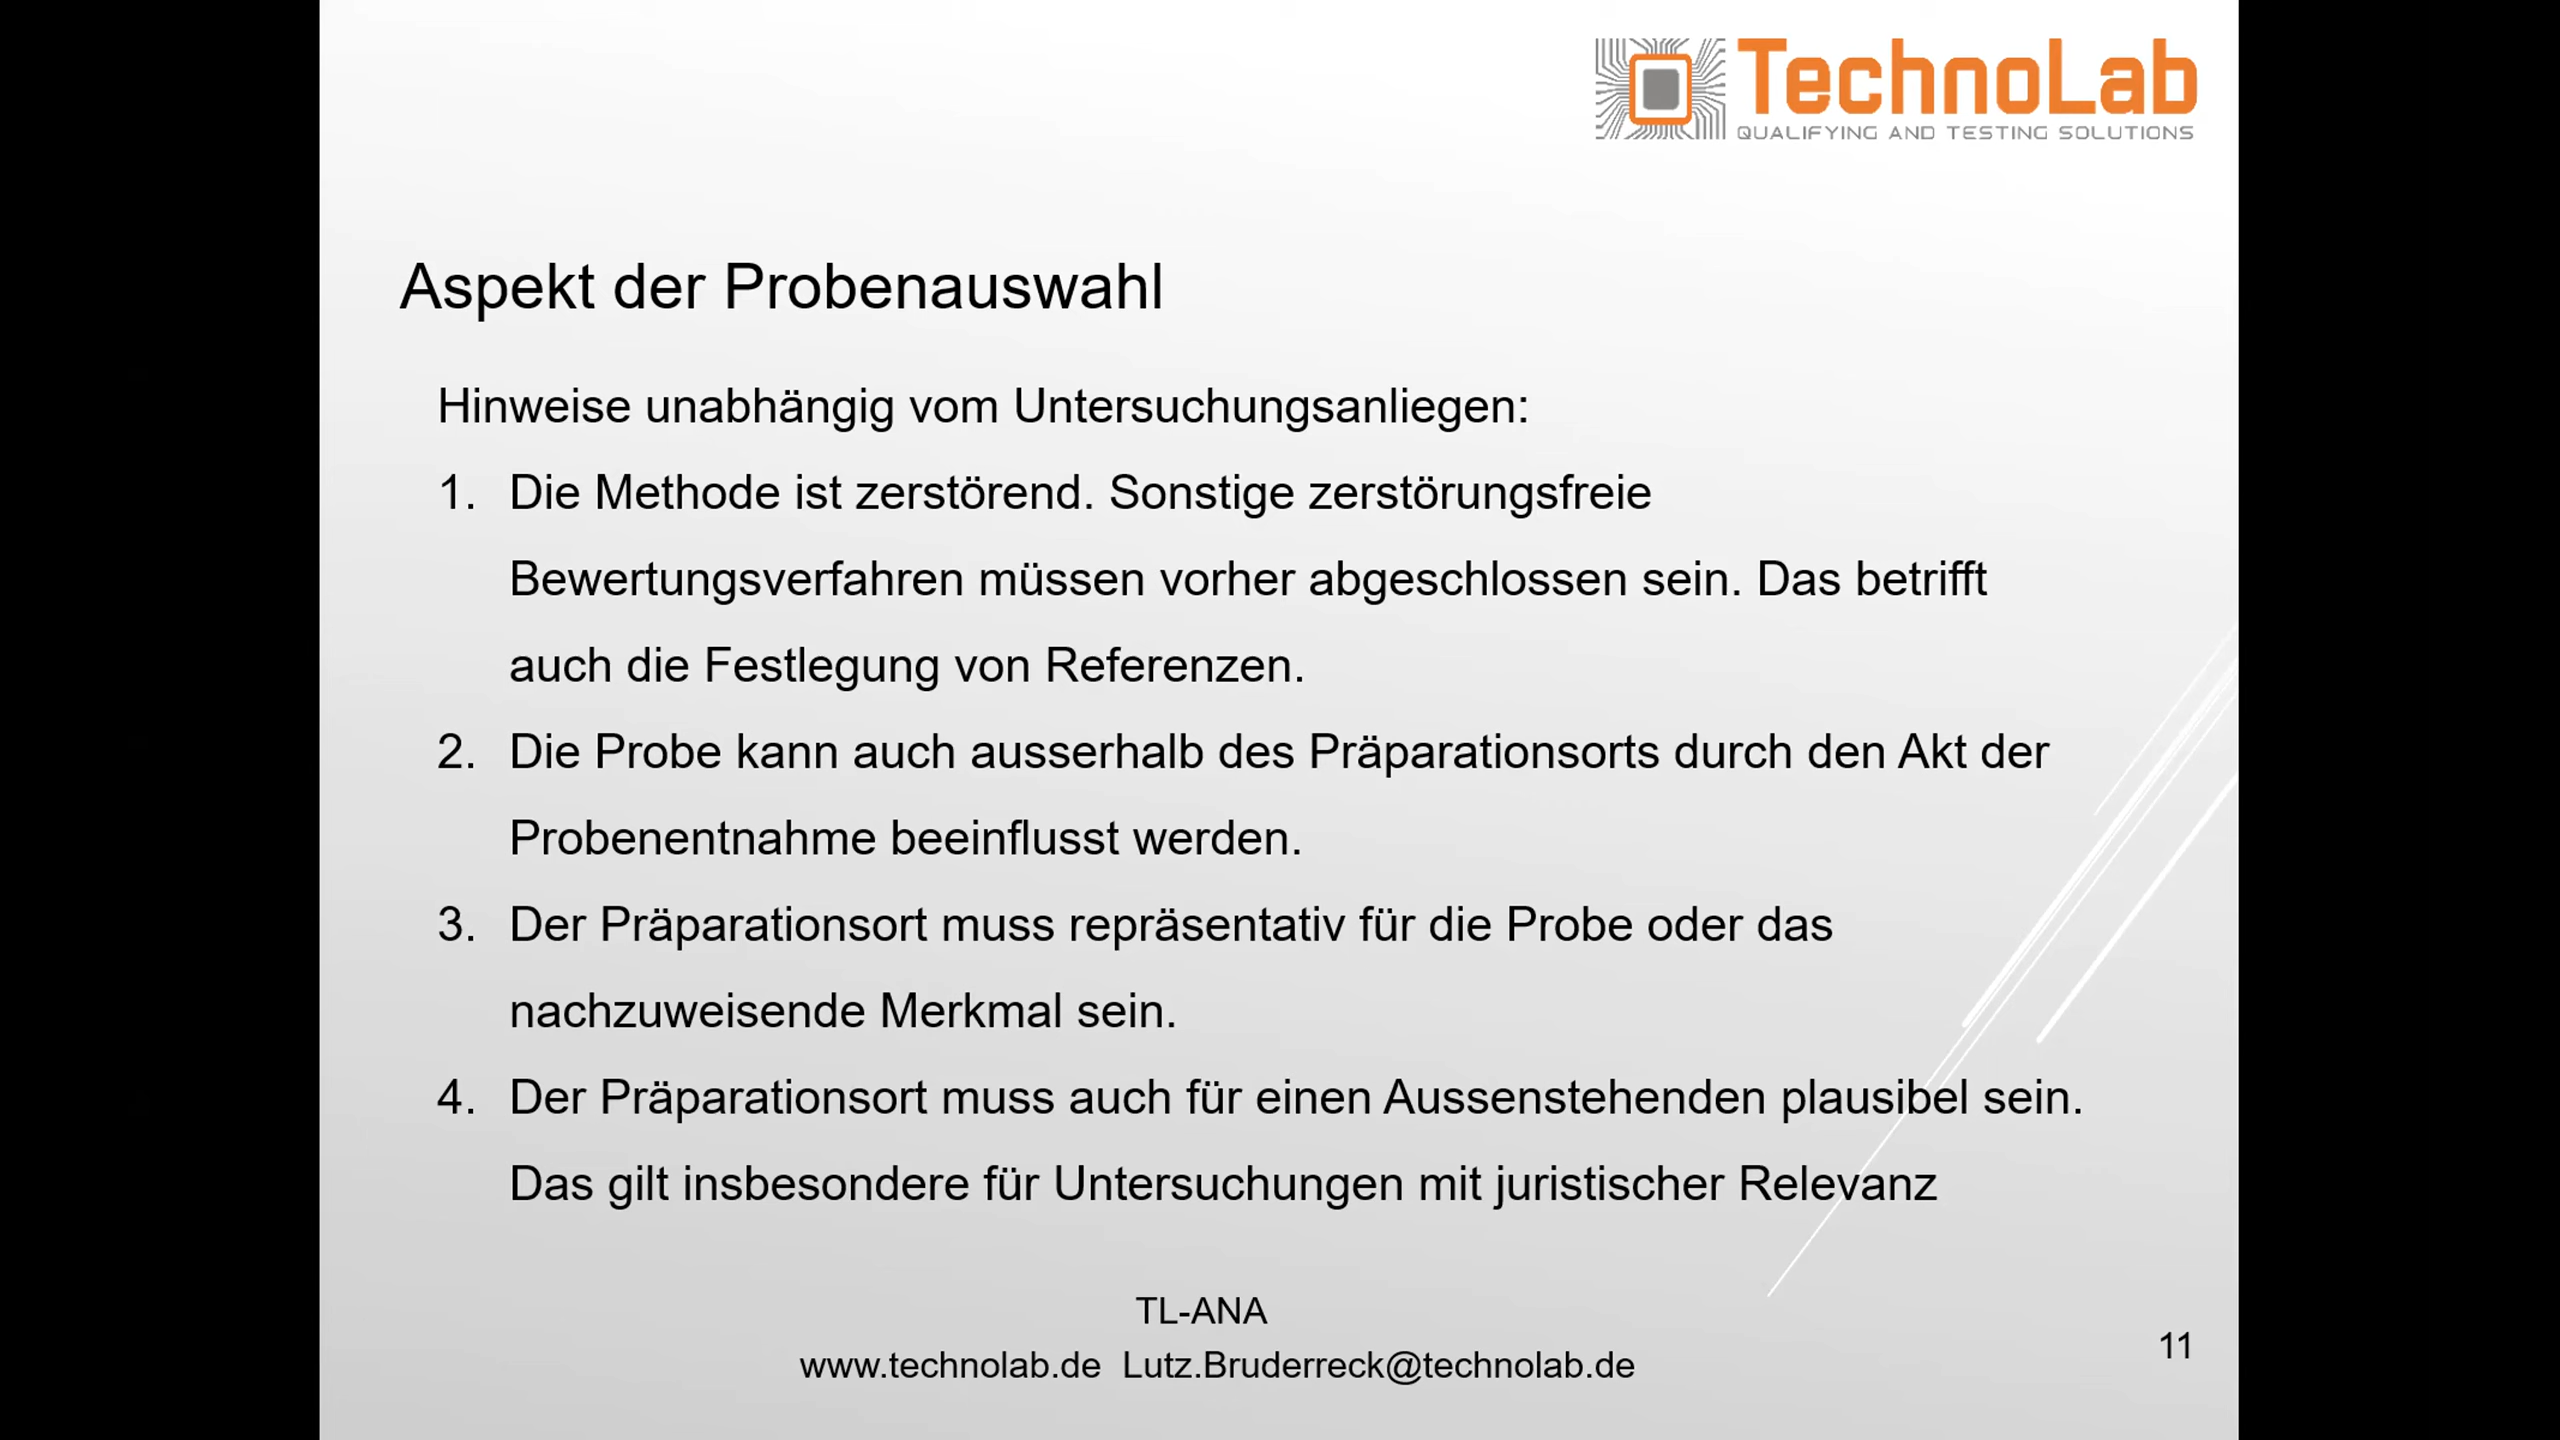 TechnoLab
QUALIFYING AND TESTING SOLUTIONS
Aspekt der Probenauswahl
Hinweise unabhängig vom Untersuchungsanliegen:
1. Die Methode ist zerstörend. Sonstige zerstörungsfreie
Bewertungsverfahren müssen vorher abgeschlossen sein. Das betrifft
auch die Festlegung von Referenzen.
2. Die Probe kann auch ausserhalb des Präparationsorts durch den Akt der
Probenentnahme beeinflusst werden.
3. Der Präparationsort muss repräsentativ für die Probe oder das
nachzuweisende Merkmal sein.
4. Der Präparationsort muss auch für einen Aussenstehenden plausibel sein.
Das gilt insbesondere für Untersuchungen mit juristischer Relevanz
TL-ANA
www.technolab.de Lutz.Bruderreck@technolab.de
11